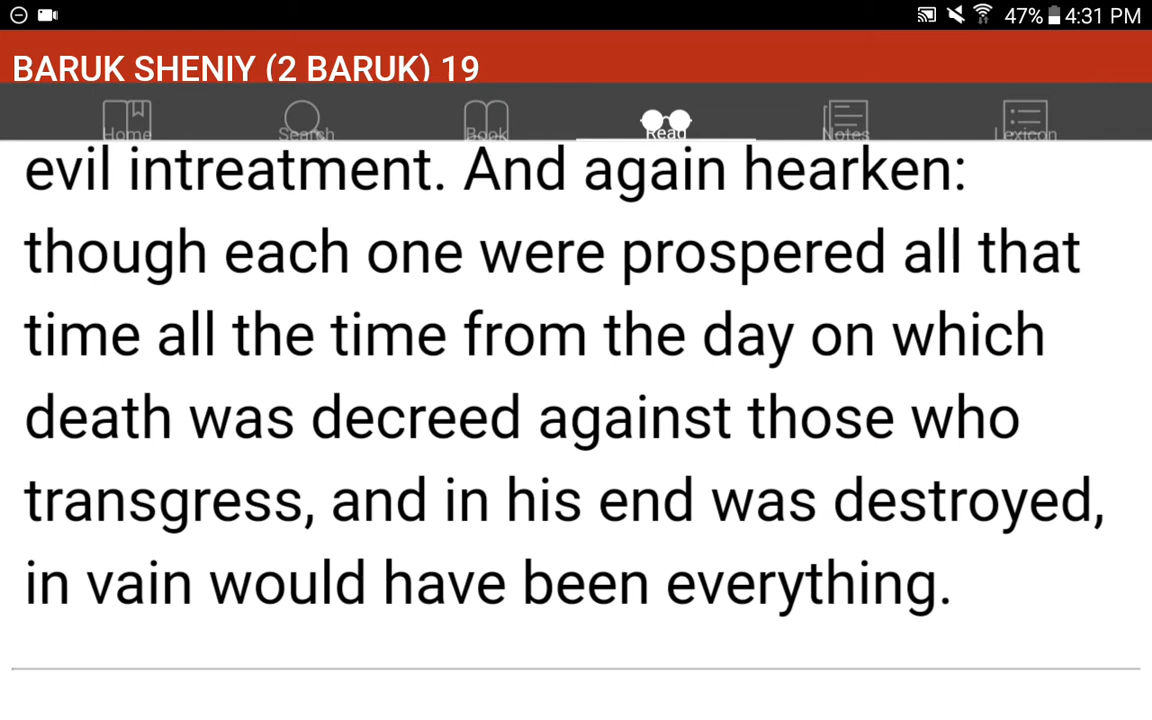 47% 4:31 PM
BARUK SHENIY (2 BARUK) 19
Home Search Book Read Notes Lexicon
evil intreatment. And again hearken:
though each one were prospered all that
time all the time from the day on which
death was decreed against those who
transgress, and in his end was destroyed,
in vain would have been everything.